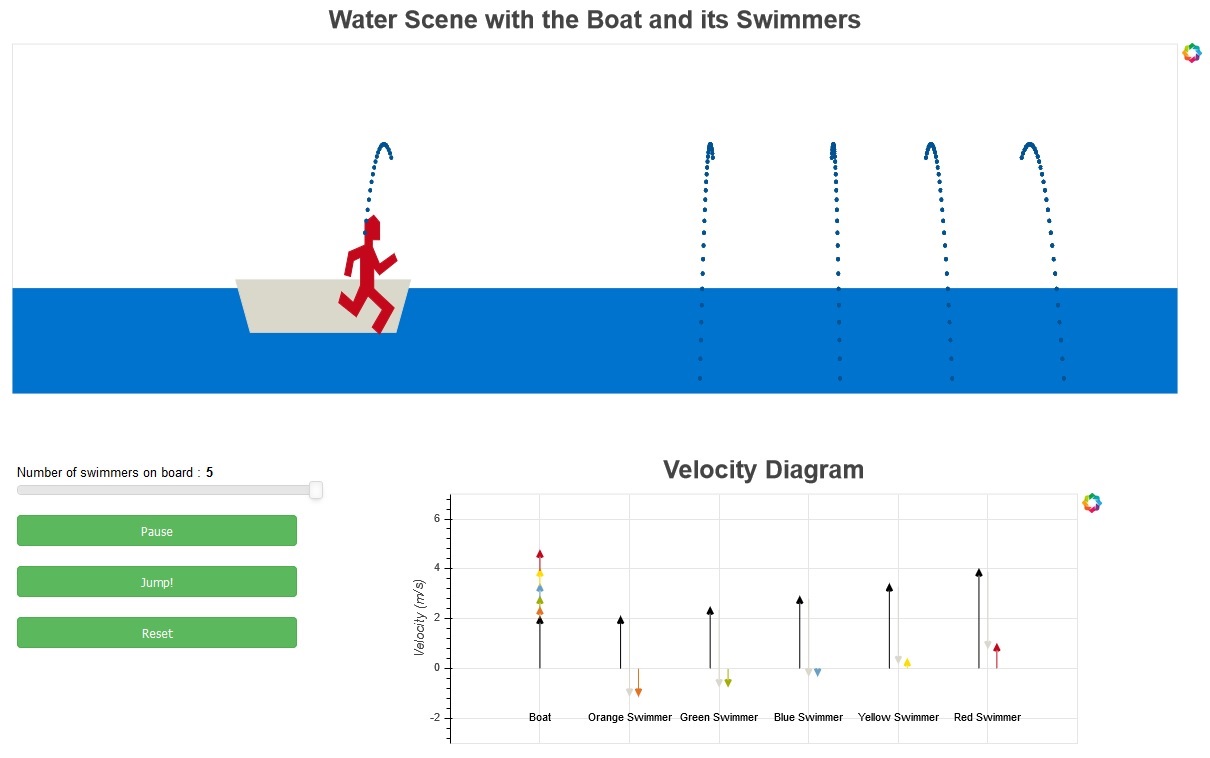 Water Scene with the Boat and its Swimmers
Number of swimmers on board : 5
Pause
Jump!
Reset
Velocity Diagram
Velocity (m/s)
6
4
2
0
-2
Boat
Orange Swimmer
Green Swimmer
Blue Swimmer
Yellow Swimmer
Red Swimmer